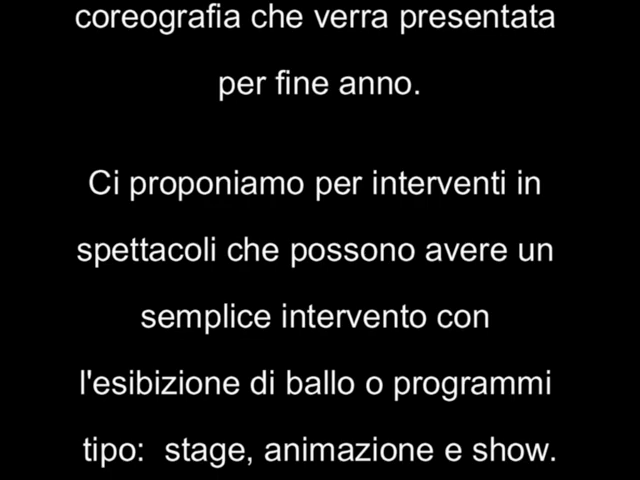 coreografia che verra presentata
per fine anno.
Ci proponiamo per interventi in
spettacoli che possono avere un
semplice intervento con
l'esibizione di ballo o programmi
tipo:  stage, animazione e show.